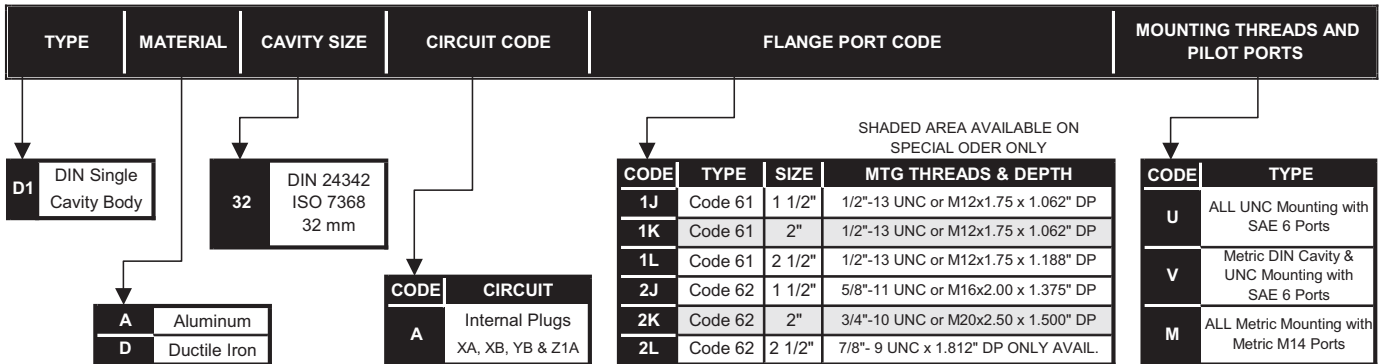 TYPE MATERIAL CAVITY SIZE CIRCUIT CODE FLANGE PORT CODE MOUNTING THREADS AND
PILOT PORTS
D1 DIN Single
Cavity Body
A Aluminum
D Ductile Iron
32 DIN 24342
ISO 7368
32 mm
CODE CIRCUIT
A Internal Plugs
XA, XB, YB & Z1A
SHADED AREA AVAILABLE ON
SPECIAL ODER ONLY
CODE TYPE SIZE MTG THREADS & DEPTH
1J Code 61 1 1/2" 1/2"-13 UNC or M12x1.75 x 1.062" DP
1K Code 61 2" 1/2"-13 UNC or M12x1.75 x 1.062" DP
1L Code 61 2 1/2" 1/2"-13 UNC or M12x1.75 x 1.188" DP
2J Code 62 1 1/2" 5/8"-11 UNC or M16x2.00 x 1.375" DP
2K Code 62 2" 3/4"-10 UNC or M20x2.50 x 1.500" DP
2L Code 62 2 1/2" 7/8"- 9 UNC x 1.812" DP ONLY AVAIL.
CODE TYPE
U ALL UNC Mounting with
SAE 6 Ports
V Metric DIN Cavity &
UNC Mounting with
SAE 6 Ports
M ALL Metric Mounting with
Metric M14 Ports